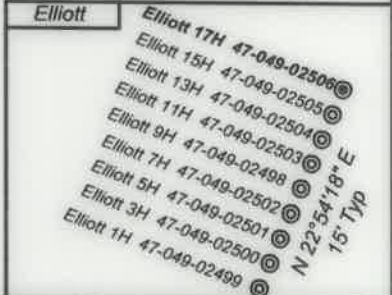 Elliott
Elliott 17H 47-049-02506
Elliott 15H 47-049-02505
Elliott 13H 47-049-02504
Elliott 11H 47-049-02503
Elliott 9H 47-049-02498
Elliott 7H 47-049-02502
Elliott 5H 47-049-02501
Elliott 3H 47-049-02500
Elliott 1H 47-049-02499
N 22°54'18" E
15' Typ